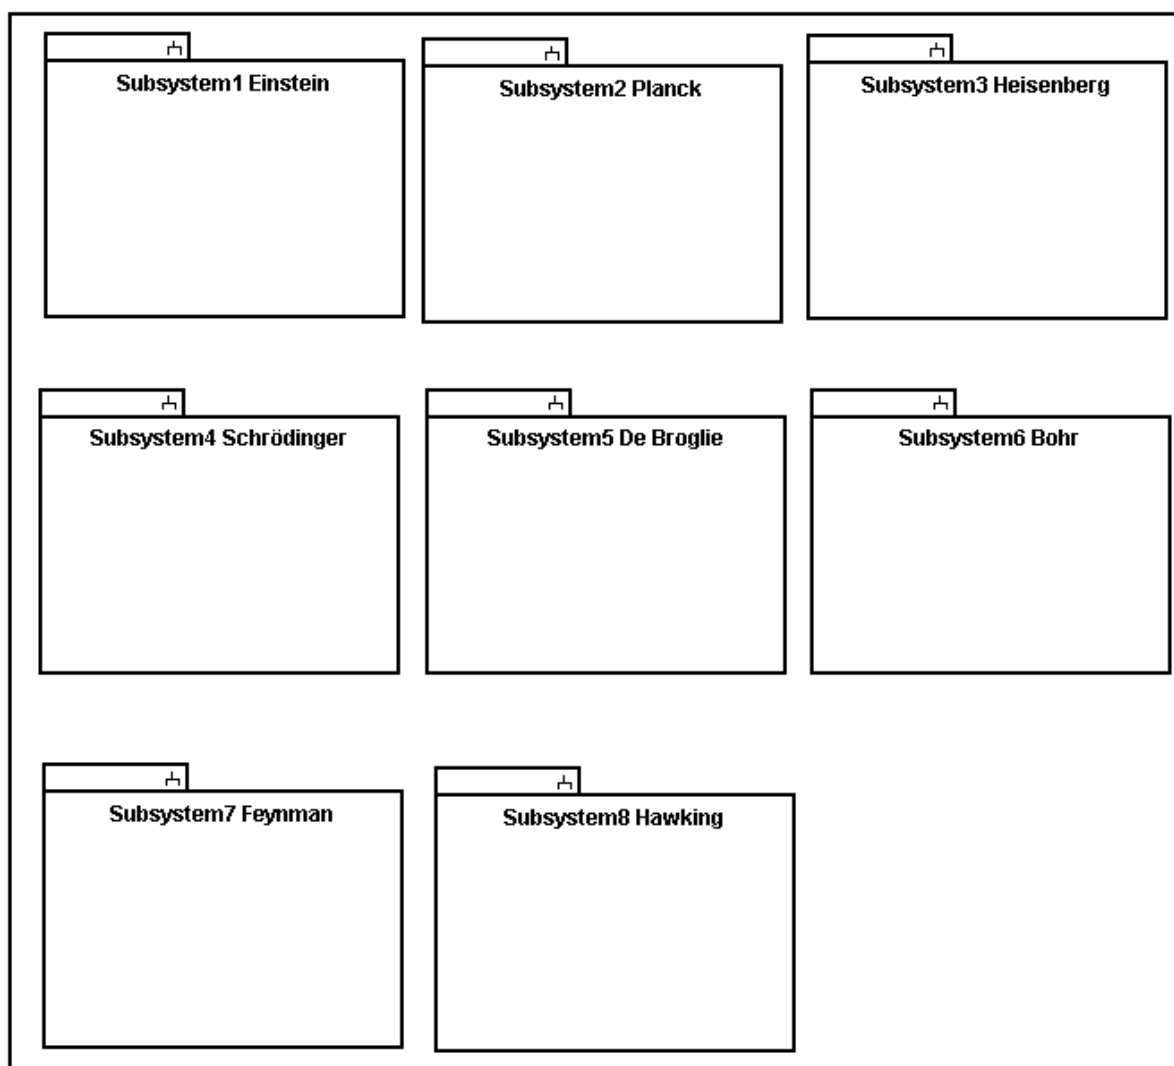 Subsystem1 Einstein
Subsystem2 Planck
Subsystem3 Heisenberg
Subsystem4 Schrödinger
Subsystem5 De Broglie
Subsystem6 Bohr
Subsystem7 Feynman
Subsystem8 Hawking